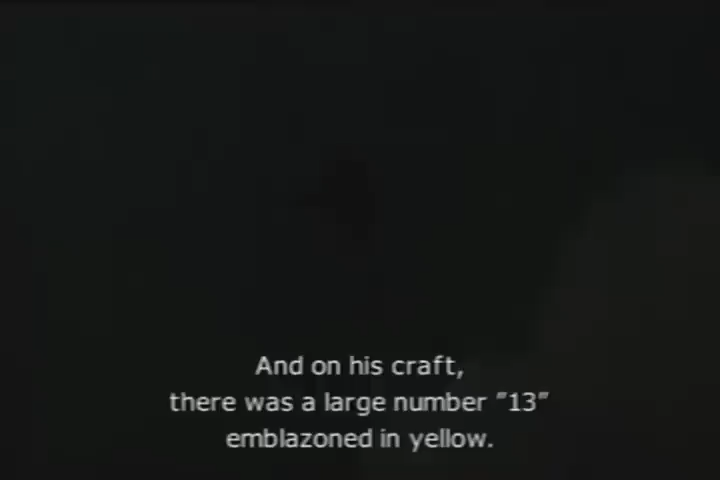 And on his craft,
there was a large number "13"
emblazoned in yellow.